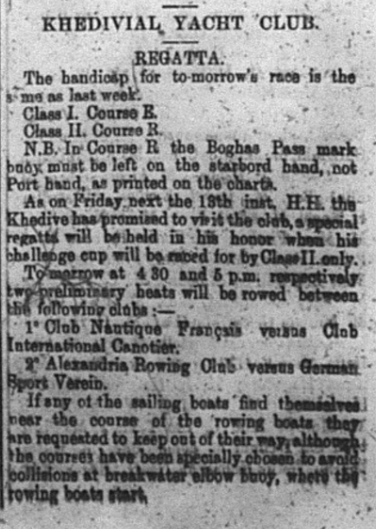 KHEDIVIAL YACHT CLUB.
REGATTA.
The handicap for to-morrow's race is the
same as last week.
Class I. Course E.
Class II. Course R.
N.B. In Course R the Boghas Pass mark
buoy must be left on the starbord hand, not
Port hand, as printed on the charts.
As on Friday next the 13th inst. H.H. the
Khedive has promised to visit the club, a special
regatta will be held in his honor when his
challenge cup will be raced for by Class II. only.
To-morrow at 4 30 and 5 p.m. respectively
two preliminary heats will be rowed between
the following clubs :—
1º Club Nautique Français versus Club
International Canotier.
2º Alexandria Rowing Club versus German
Sport Verein.
If any of the sailing boats find themselves
near the course of the rowing boats they
are requested to keep out of their way, although
the courses have been specially chosen to avoid
collisions at breakwater elbow buoy, where the
rowing boats start.